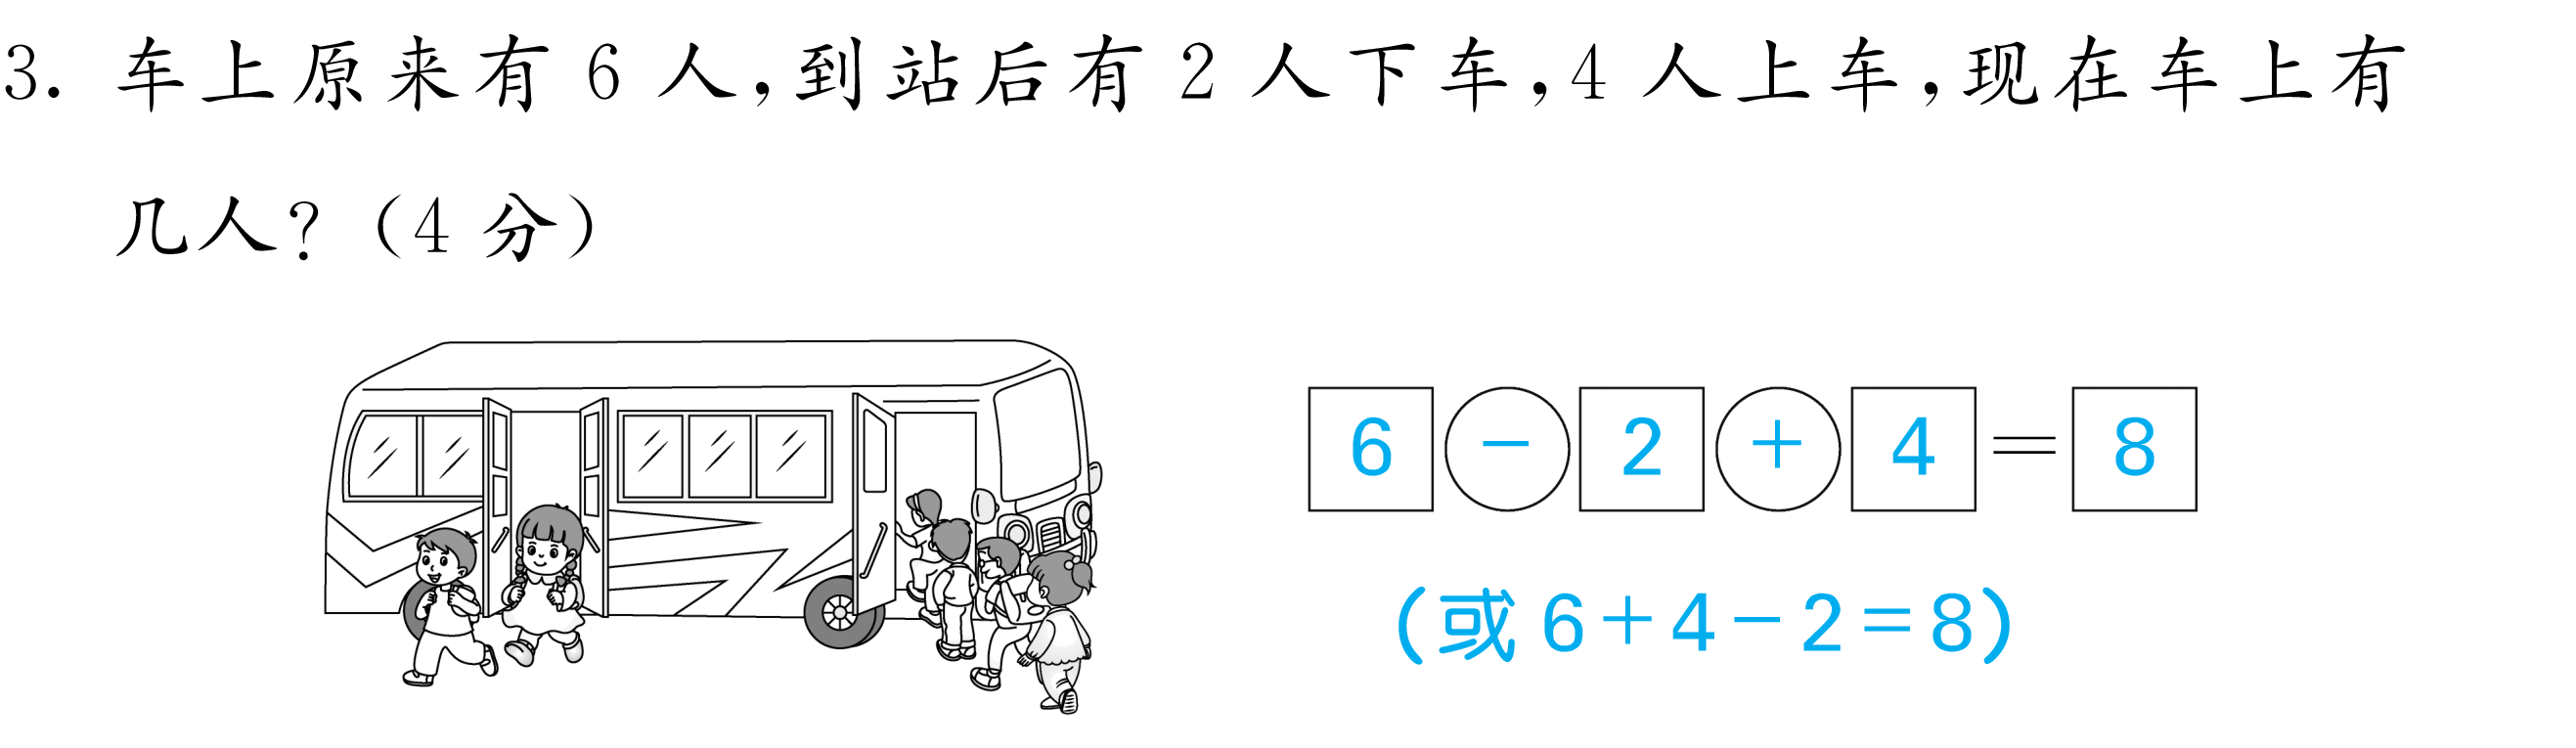 3. 车上原来有 6 人,到站后有 2 人下车,4 人上车,现在车上有
几人?(4 分)
6 - 2 + 4 = 8
(或 6 + 4 - 2 = 8)